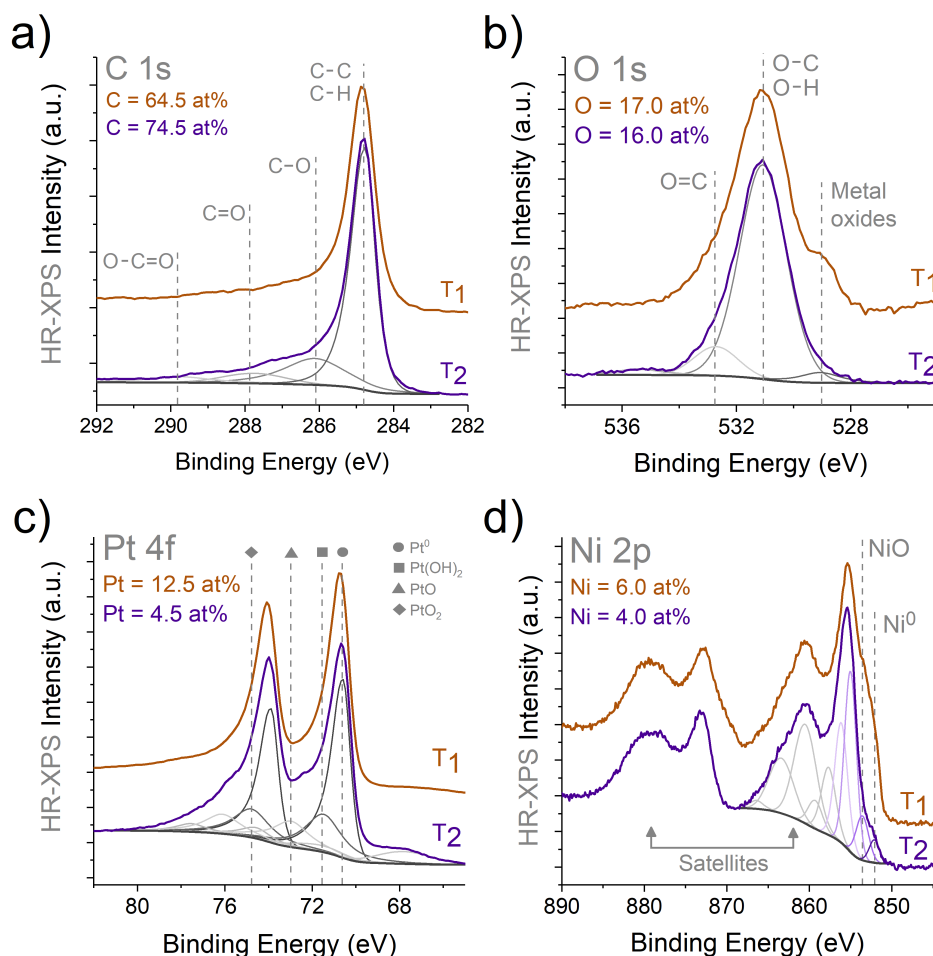 a)
C 1s
C = 64.5 at%
C = 74.5 at%
C-C
C-H
C-O
C=O
O-C=O
T1
T2
HR-XPS Intensity (a.u.)
292 290 288 286 284 282
Binding Energy (eV)
b)
O 1s
O = 17.0 at%
O = 16.0 at%
O-C
O-H
O=C
Metal
oxides
T1
T2
HR-XPS Intensity (a.u.)
536 531 528
Binding Energy (eV)
c)
Pt 4f
Pt = 12.5 at%
Pt = 4.5 at%
Pt⁰
Pt(OH)₂
PtO
PtO₂
T1
T2
HR-XPS Intensity (a.u.)
80 76 72 68
Binding Energy (eV)
d)
Ni 2p
Ni = 6.0 at%
Ni = 4.0 at%
NiO
Ni⁰
T1
T2
Satellites
HR-XPS Intensity (a.u.)
890 880 870 860 850
Binding Energy (eV)